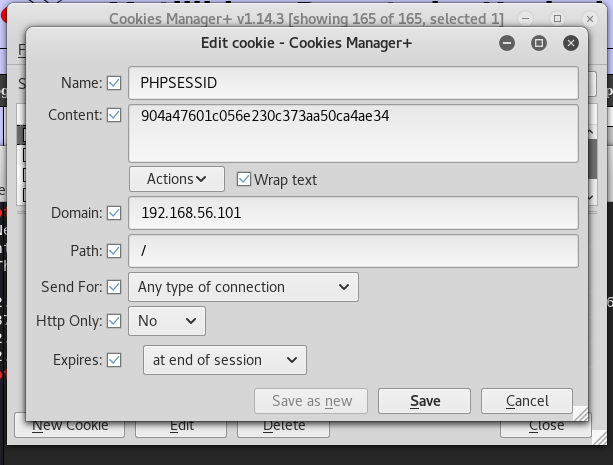 Cookies Manager+ v1.14.3 [showing 165 of 165, selected 1]
Edit cookie - Cookies Manager+
Name: PHPSESSID
Content: 904a47601c056e230c373aa50ca4ae34
Actions Wrap text
Domain: 192.168.56.101
Path: /
Send For: Any type of connection
Http Only: No
Expires: at end of session
Save as new Save Cancel
New Cookie Edit Delete Close